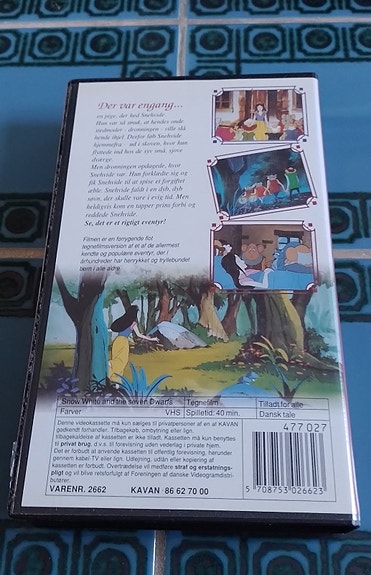 Der var engang...
en pige, der hed Snehvide.
Hun var så smuk, at hendes onde
stedmoder - dronningen - ville slå
hende ihjel. Derfor løb Snehvide
hjemmefra - ud i skoven, hvor hun
flyttede ind hos de syv små, sjove
dværge.
Men dronningen opdagede, hvor
Snehvide var. Hun forklædte sig og
fik Snehvide til at spise et forgiftet
æble. Snehvide faldt i en dyb, dyb
søvn, der skulle vare i evig tid. Men
heldigvis kom en tapper prins forbi og
reddede Snehvide.
Se, det er et rigtigt eventyr!
Filmen er en forrygende flot
tegnefilmsversion af et af de allermest
kendte og populære eventyr, der i
århundreder har henrykket og tryllebundet
børn i alle aldre.
Snow White and the seven Dwarfs Tegnefilm Tilladt for alle
Farver VHS Spilletid: 40 min. Dansk tale
Denne videokassette må kun sælges til privatpersoner af en af KAVAN
godkendt forhandler. Tilbagekøb, ombytning eller lign.
tilbagekaldelse af kassetten er ikke tilladt. Kassetten må kun benyttes
til privat brug, d.v.s. til forevisning uden vederlag i private hjem.
Det er forbudt at anvende kassetten til offentlig forevisning, herunder
gennem kabel TV eller lign. Udlejning, udlån eller kopiering af
kassetten er forbudt. Overtrædelse vil medføre straf og erstatnings-
pligt og vil blive retsforfulgt af Foreningen af danske Videogramdistri-
butører.
VARENR. 2662 KAVAN · 86 62 70 00
477 027
5 708753 026623